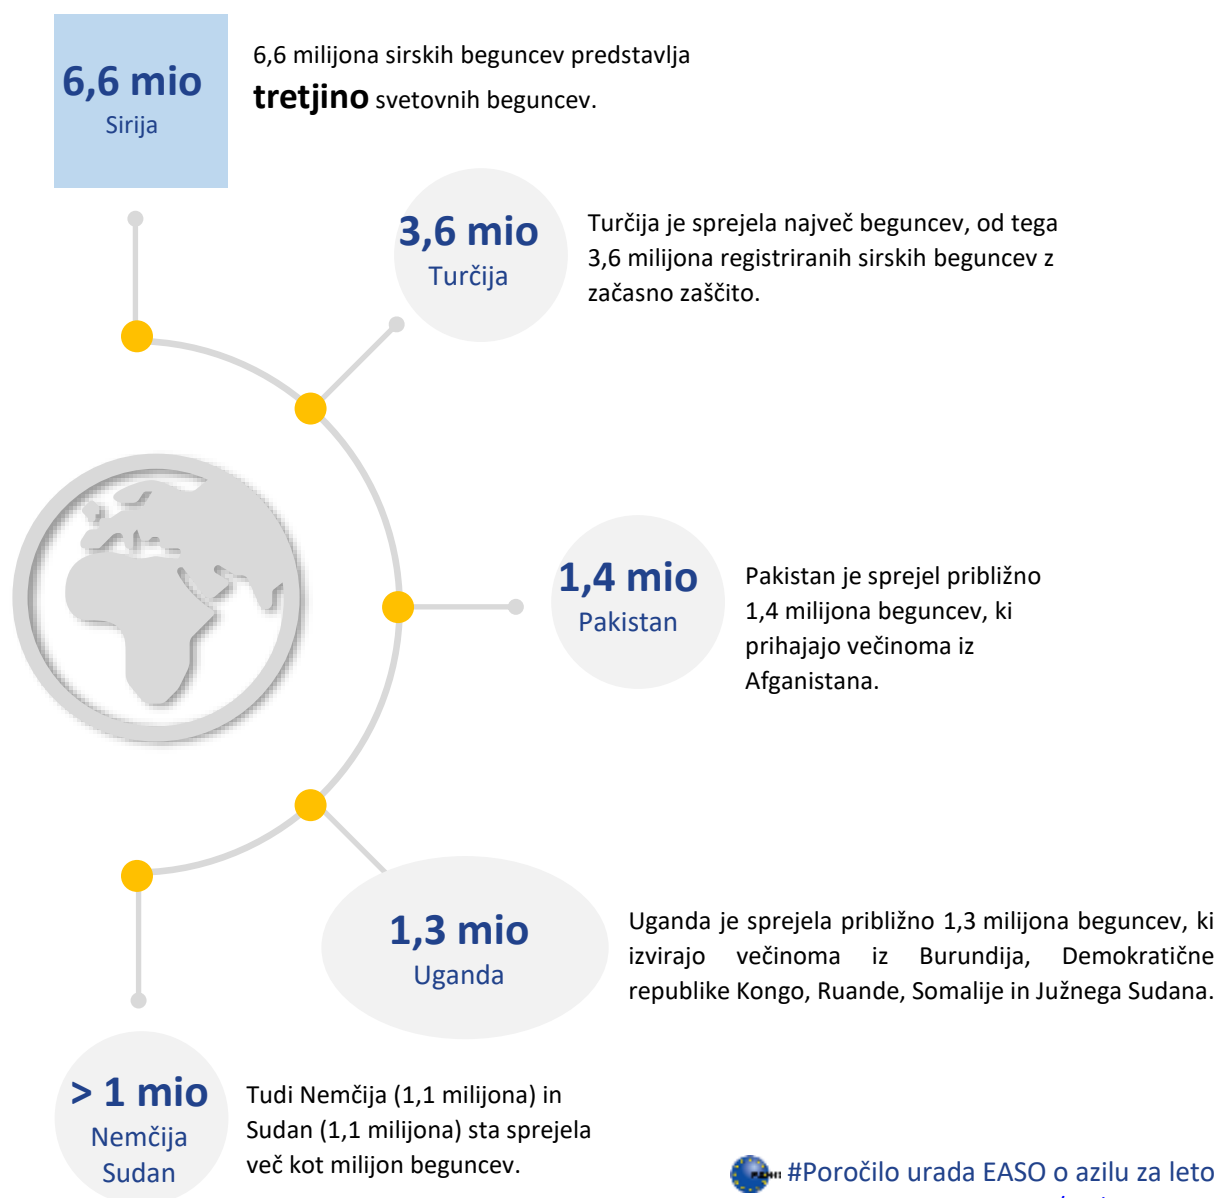 6,6 mio
Sirija
6,6 milijona sirskih beguncev predstavlja
tretjino svetovnih beguncev.
3,6 mio
Turčija
Turčija je sprejela največ beguncev, od tega
3,6 milijona registriranih sirskih beguncev z
začasno zaščito.
1,4 mio
Pakistan
Pakistan je sprejel približno
1,4 milijona beguncev, ki
prihajajo večinoma iz
Afganistana.
1,3 mio
Uganda
Uganda je sprejela približno 1,3 milijona beguncev, ki
izvirajo večinoma iz Burundija, Demokratične
republike Kongo, Ruande, Somalije in Južnega Sudana.
> 1 mio
Nemčija
Sudan
Tudi Nemčija (1,1 milijona) in
Sudan (1,1 milijona) sta sprejela
več kot milijon beguncev.
#Poročilo urada EASO o azilu za leto